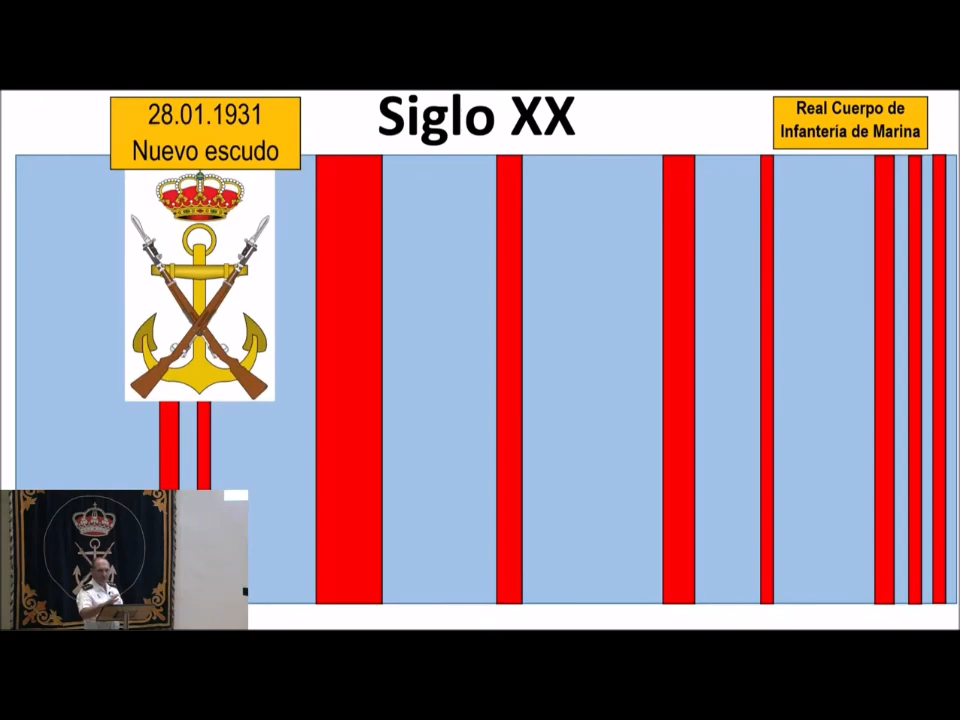 28.01.1931
Nuevo escudo
Siglo XX
Real Cuerpo de
Infantería de Marina